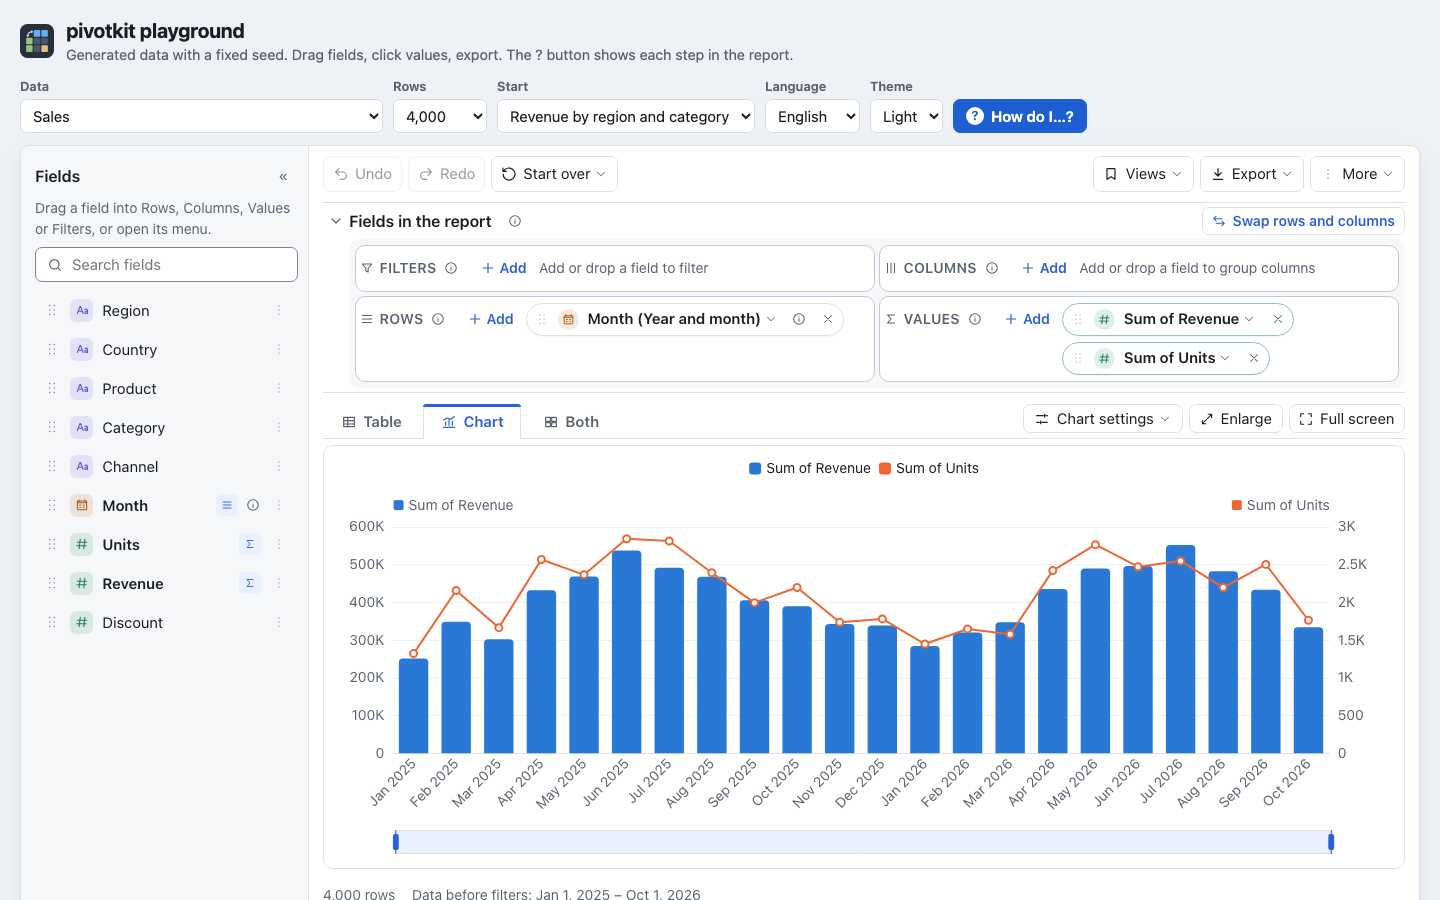 pivotkit playground
Generated data with a fixed seed. Drag fields, click values, export. The ? button shows each step in the report.
Data
Rows
Start
Language
Theme
Sales
4,000
Revenue by region and category
English
Light
? How do I...?
Fields
«
Drag a field into Rows, Columns, Values
or Filters, or open its menu.
Search fields
Aa Region
Aa Country
Aa Product
Aa Category
Aa Channel
Month
# Units Σ
# Revenue Σ
# Discount
Undo
Redo
Start over
Views
Export
More
Fields in the report
Swap rows and columns
FILTERS
+ Add
Add or drop a field to filter
COLUMNS
+ Add
Add or drop a field to group columns
ROWS
+ Add
Month (Year and month)
Σ VALUES
+ Add
# Sum of Revenue
# Sum of Units
Table
Chart
Both
Chart settings
Enlarge
Full screen
Sum of Revenue
Sum of Units
Sum of Revenue
Sum of Units
600K
500K
400K
300K
200K
100K
0
3K
2.5K
2K
1.5K
1K
500
0
Jan 2025
Feb 2025
Mar 2025
Apr 2025
May 2025
Jun 2025
Jul 2025
Aug 2025
Sep 2025
Oct 2025
Nov 2025
Dec 2025
Jan 2026
Feb 2026
Mar 2026
Apr 2026
May 2026
Jun 2026
Jul 2026
Aug 2026
Sep 2026
Oct 2026
4,000 rows
Data before filters: Jan 1, 2025 – Oct 1, 2026